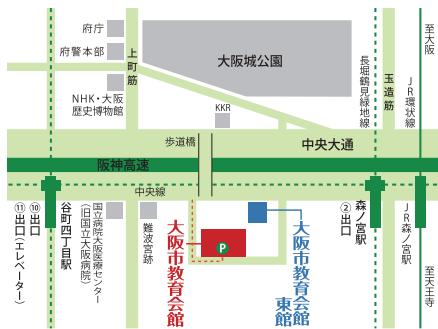 府庁
府警本部
NHK・大阪
歴史博物館
上町筋
大阪城公園
KKR
歩道橋
長堀鶴見緑地線
玉造筋
JR環状線
至大阪
中央大通
阪神高速
中央線
⑪出口(エレベーター)
⑩出口
谷町四丁目駅
国立病院大阪医療センター
(旧国立大阪病院)
難波宮跡
大阪市教育会館
P
大阪市教育会館
東館
②出口
森ノ宮駅
JR森ノ宮駅
至天王寺